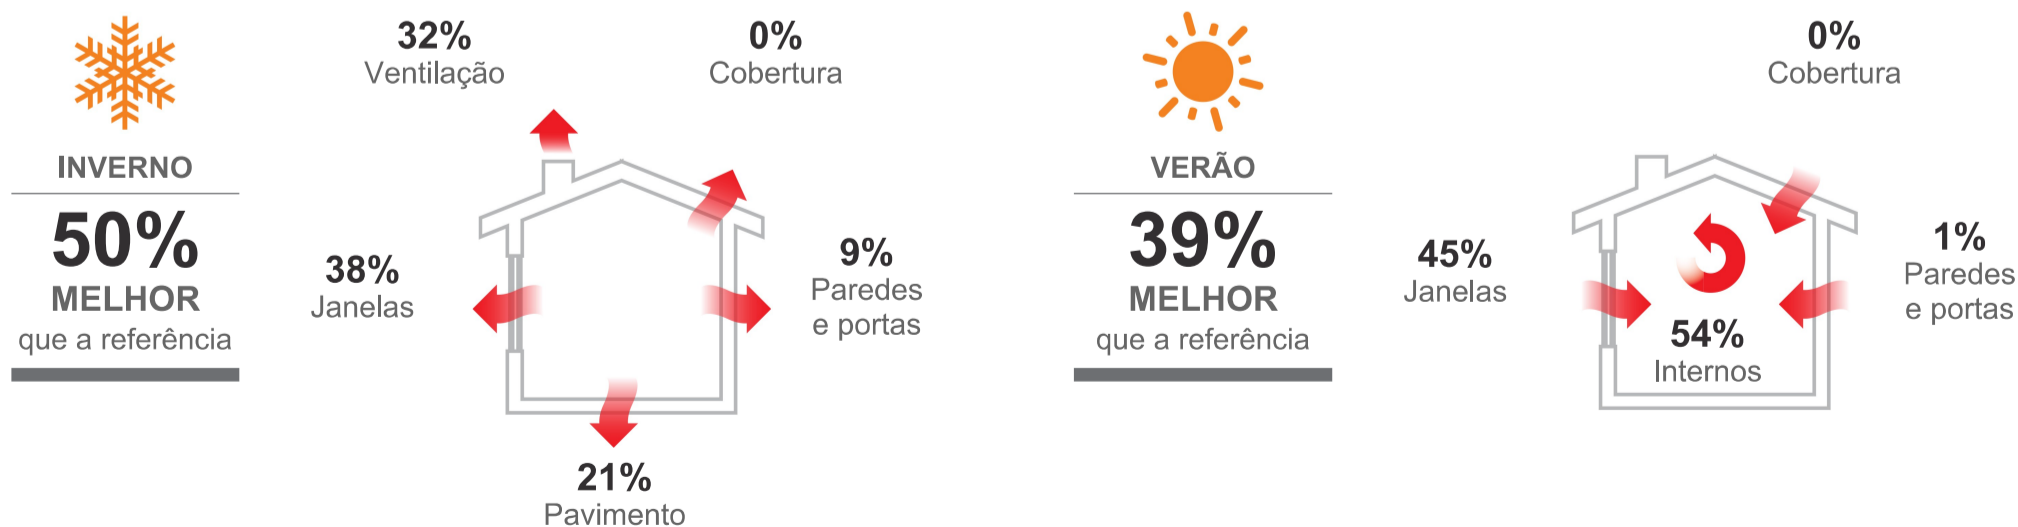 INVERNO
50%
MELHOR
que a referência
32%
Ventilação
0%
Cobertura
38%
Janelas
9%
Paredes
e portas
21%
Pavimento
VERÃO
39%
MELHOR
que a referência
0%
Cobertura
45%
Janelas
54%
Internos
1%
Paredes
e portas